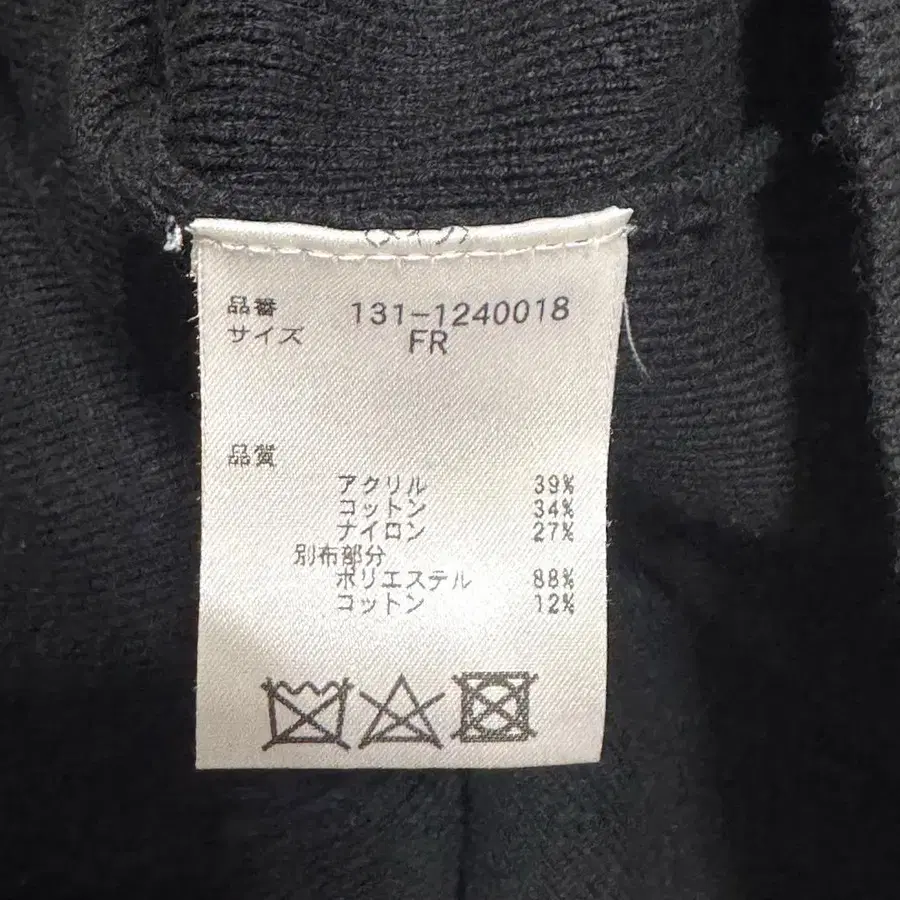 品番 131-1240018
サイズ FR
品質
アクリル 39%
コットン 34%
ナイロン 27%
別布部分
ポリエステル 88%
コットン 12%